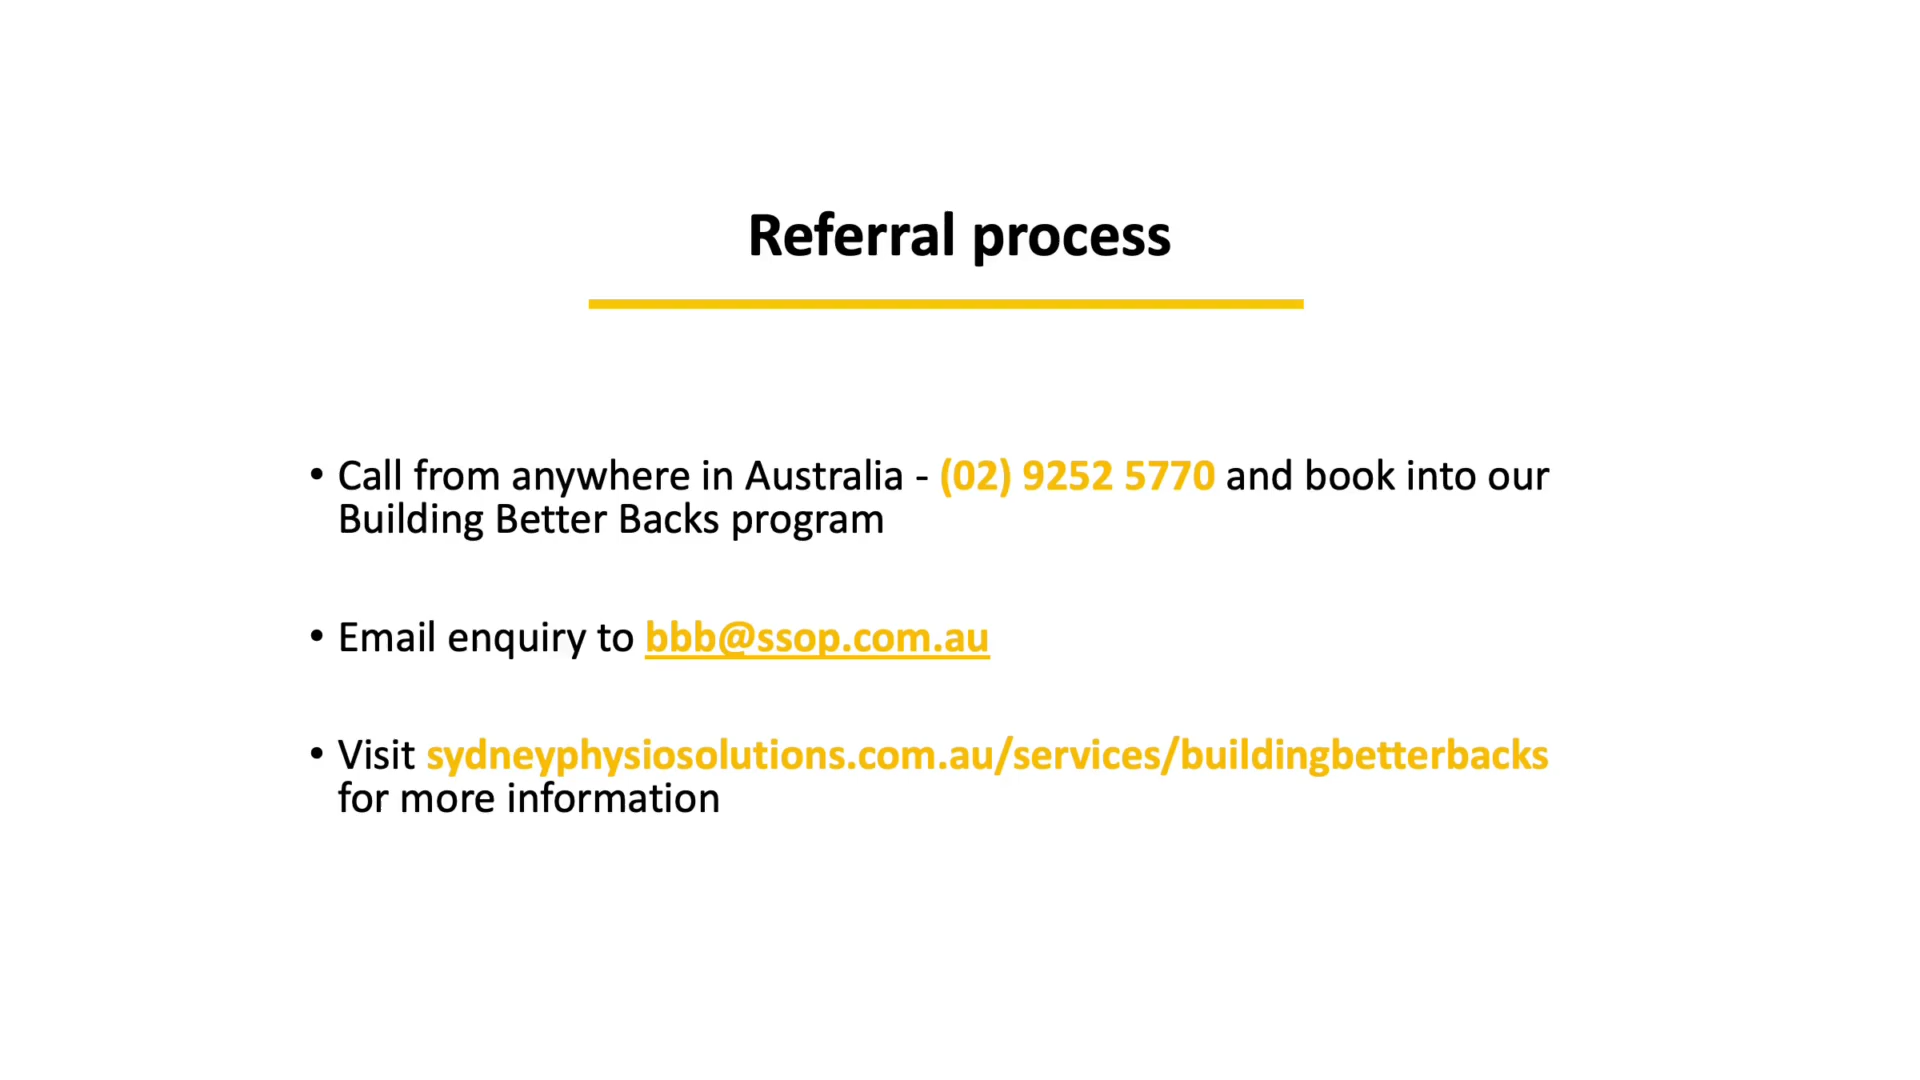 Referral process
• Call from anywhere in Australia - (02) 9252 5770 and book into our
Building Better Backs program
• Email enquiry to bbb@ssop.com.au
• Visit sydneyphysiosolutions.com.au/services/buildingbetterbacks
for more information